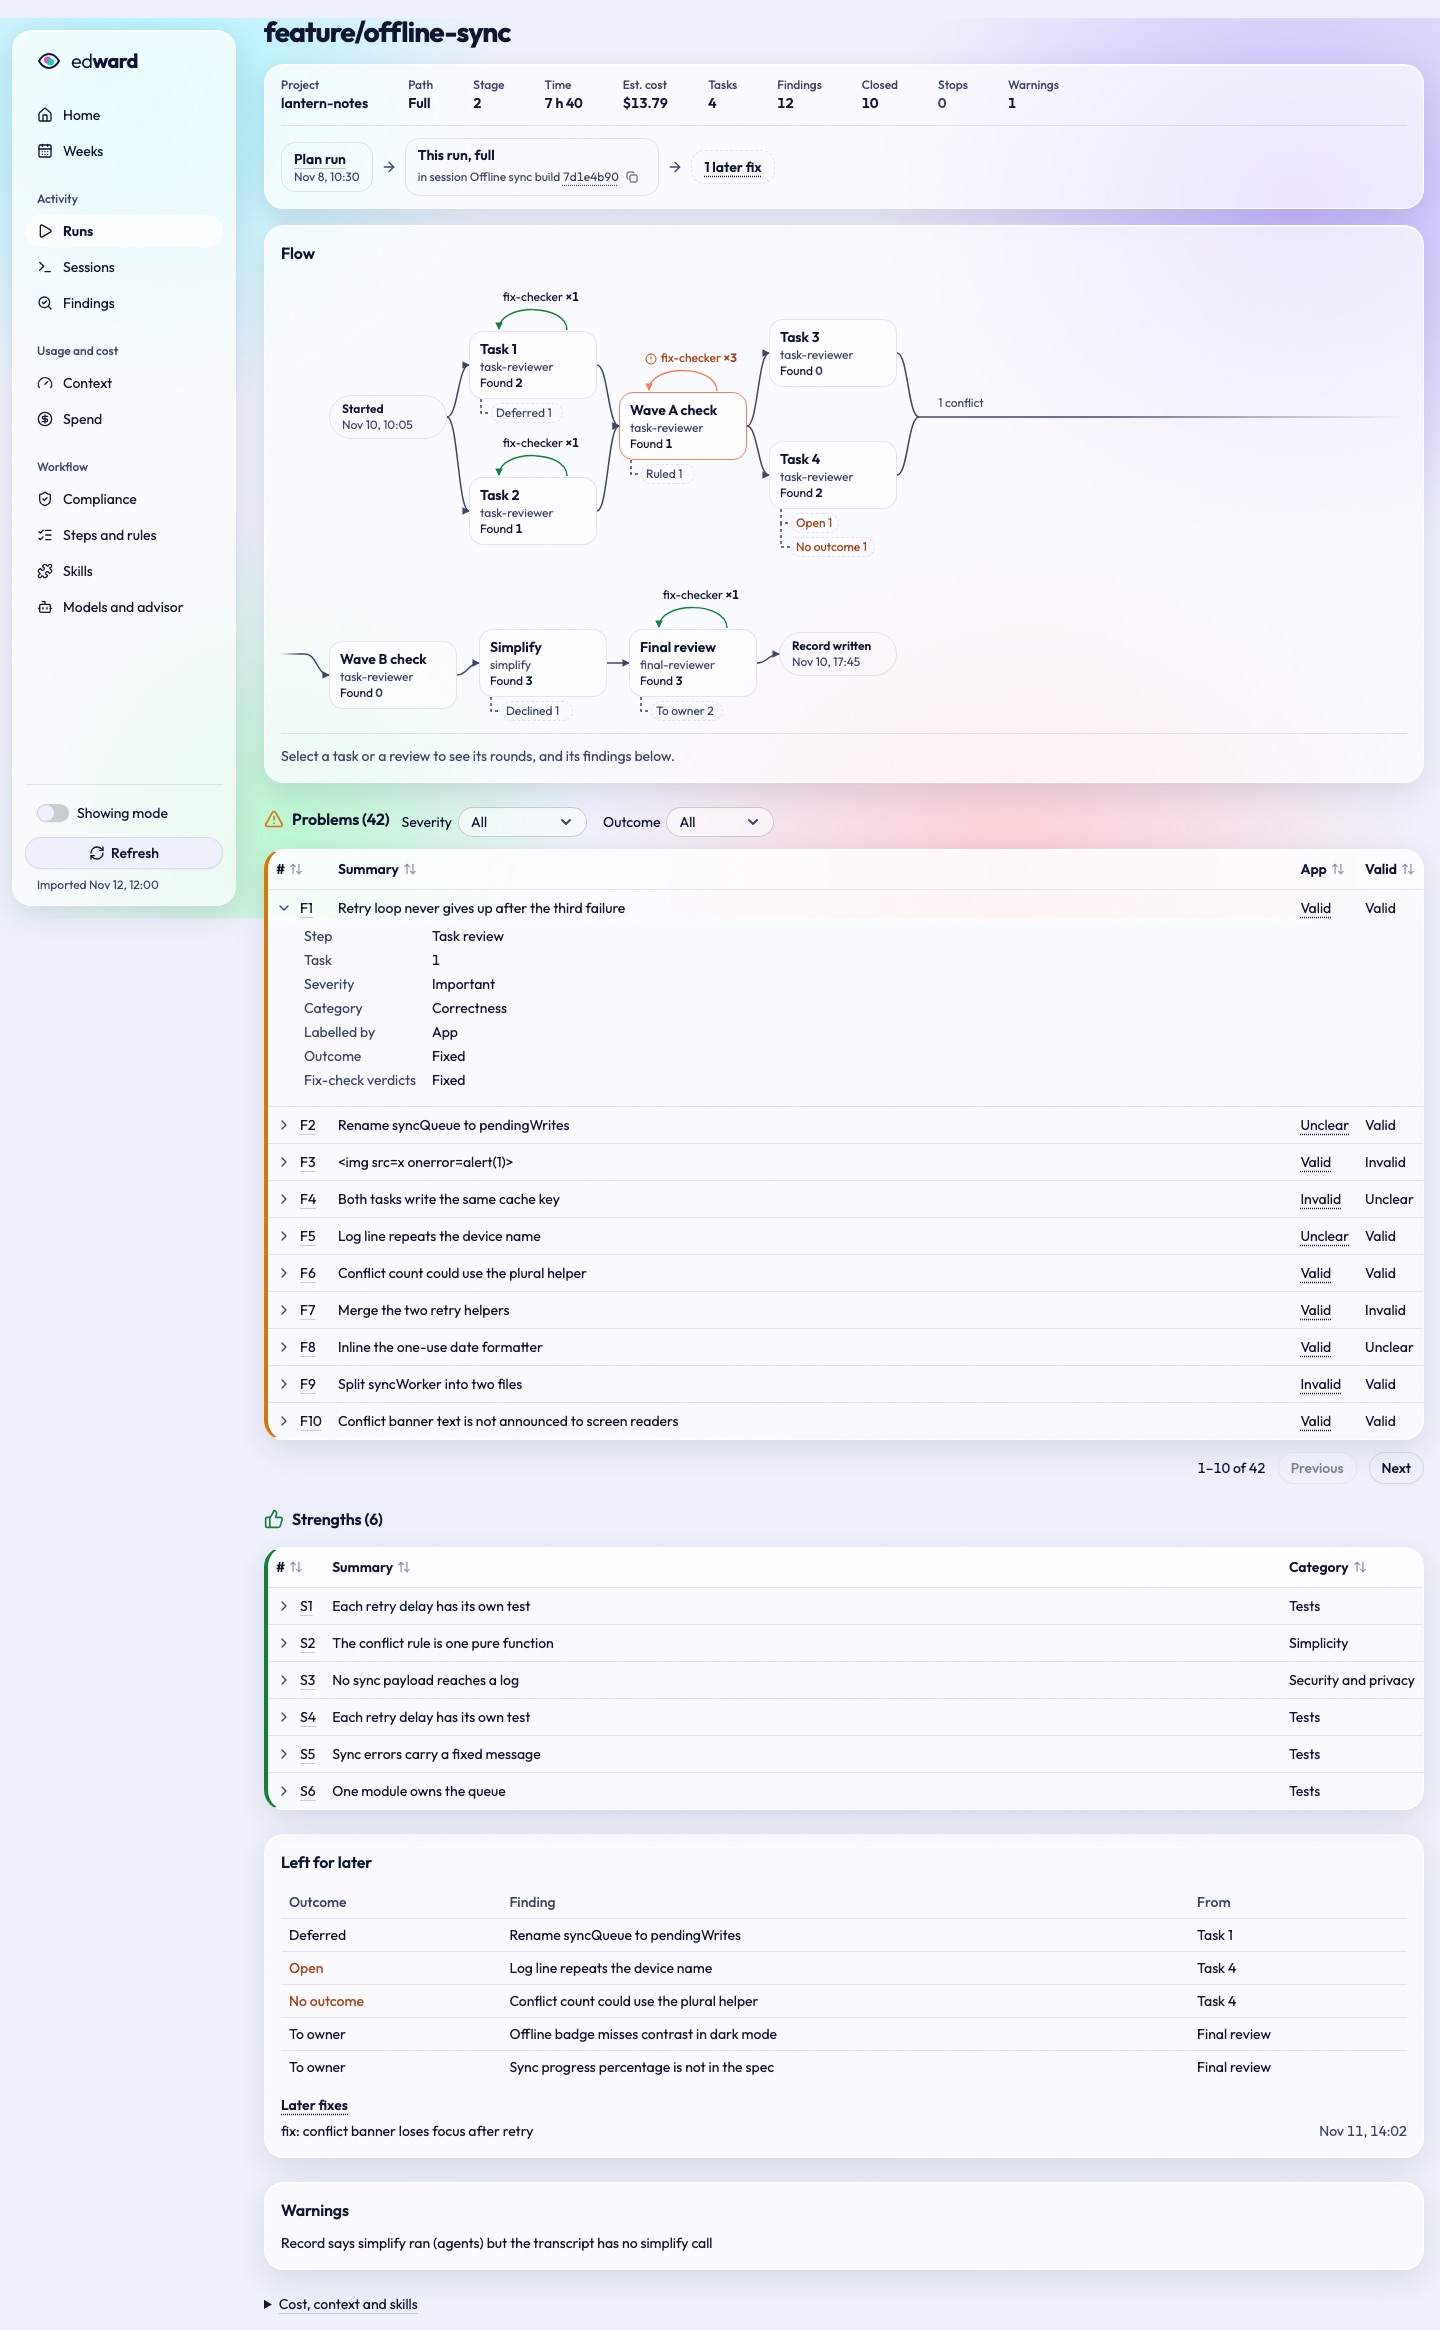 feature/offline-sync
edward
Home
Weeks
Activity
Runs
Sessions
Findings
Usage and cost
Context
Spend
Workflow
Compliance
Steps and rules
Skills
Models and advisor
Showing mode
Refresh
Imported Nov 12, 12:00
Project Path Stage Time Est. cost Tasks Findings Closed Stops Warnings
lantern-notes Full 2 7 h 40 $13.79 4 12 10 0 1
Plan run
Nov 8, 10:30
This run, full
in session Offline sync build 7d1e4b90
1 later fix
Flow
Started
Nov 10, 10:05
fix-checker ×1
Task 1
task-reviewer
Found 2
Deferred 1
fix-checker ×1
Task 2
task-reviewer
Found 1
fix-checker ×3
Wave A check
task-reviewer
Found 1
Ruled 1
Task 3
task-reviewer
Found 0
Task 4
task-reviewer
Found 2
Open 1
No outcome 1
1 conflict
Wave B check
task-reviewer
Found 0
Simplify
simplify
Found 3
Declined 1
fix-checker ×1
Final review
final-reviewer
Found 3
To owner 2
Record written
Nov 10, 17:45
Select a task or a review to see its rounds, and its findings below.
Problems (42) Severity All Outcome All
# Summary App Valid
F1 Retry loop never gives up after the third failure Valid Valid
Step Task review
Task 1
Severity Important
Category Correctness
Labelled by App
Outcome Fixed
Fix-check verdicts Fixed
F2 Rename syncQueue to pendingWrites Unclear Valid
F3 <img src=x onerror=alert(1)> Valid Invalid
F4 Both tasks write the same cache key Invalid Unclear
F5 Log line repeats the device name Unclear Valid
F6 Conflict count could use the plural helper Valid Valid
F7 Merge the two retry helpers Valid Invalid
F8 Inline the one-use date formatter Valid Unclear
F9 Split syncWorker into two files Invalid Valid
F10 Conflict banner text is not announced to screen readers Valid Valid
1–10 of 42 Previous Next
Strengths (6)
# Summary Category
S1 Each retry delay has its own test Tests
S2 The conflict rule is one pure function Simplicity
S3 No sync payload reaches a log Security and privacy
S4 Each retry delay has its own test Tests
S5 Sync errors carry a fixed message Tests
S6 One module owns the queue Tests
Left for later
Outcome Finding From
Deferred Rename syncQueue to pendingWrites Task 1
Open Log line repeats the device name Task 4
No outcome Conflict count could use the plural helper Task 4
To owner Offline badge misses contrast in dark mode Final review
To owner Sync progress percentage is not in the spec Final review
Later fixes
fix: conflict banner loses focus after retry Nov 11, 14:02
Warnings
Record says simplify ran (agents) but the transcript has no simplify call
Cost, context and skills